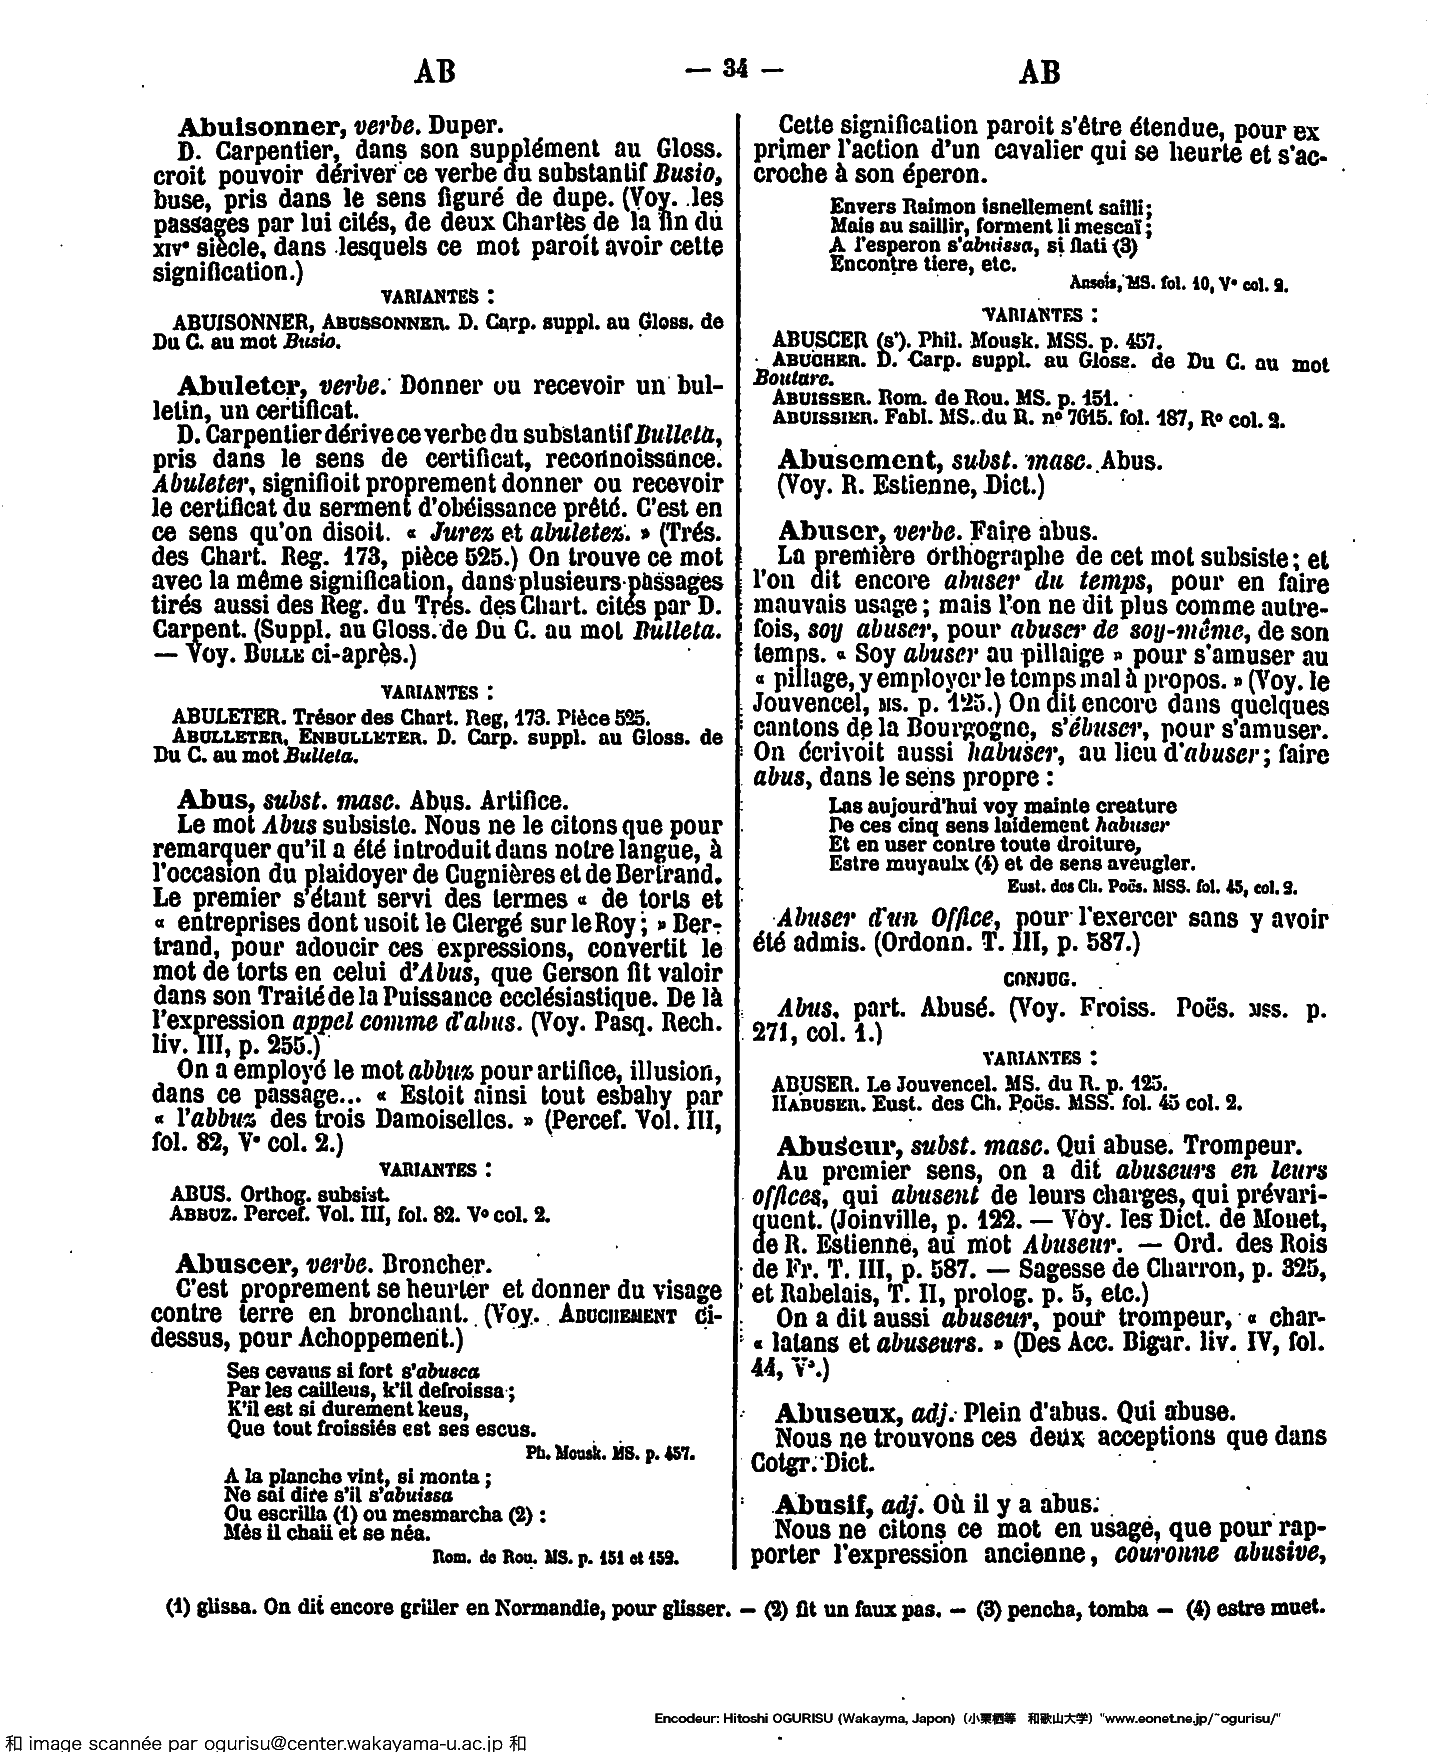 AB — 34 — AB
Abuisonner, verbe. Duper.
D. Carpentier, dans son supplément au Gloss.
croit pouvoir dériver ce verbe du substantif Busio,
buse, pris dans le sens figuré de dupe. (Voy. les
passages par lui cités, de deux Chartes de la fin du
XIVe siècle, dans lesquels ce mot paroit avoir cette
signification.)
VARIANTES :
ABUISONNER, ABUSSONNER. D. Carp. suppl. au Gloss. de
Du C. au mot Busio.
Abuleter, verbe. Donner ou recevoir un bul-
letin, un certificat.
D. Carpentier dérive ce verbe du substantif Bulleta,
pris dans le sens de certificat, reconnoissance.
Abuleter, signifioit proprement donner ou recevoir
le certificat du serment d'obéissance prêté. C'est en
ce sens qu'on disoit. « Jurez et abuletez. » (Trés.
des Chart. Reg. 173, pièce 525.) On trouve ce mot
avec la même signification, dans plusieurs passages
tirés aussi des Reg. du Trés. des Chart. cités par D.
Carpent. (Suppl. au Gloss. de Du C. au mot Bulleta.
— Voy. BULLE ci-après.)
VARIANTES :
ABULETER. Trésor des Chart. Reg, 173. Pièce 525.
ABULLETER, ENBULLETER. D. Carp. suppl. au Gloss. de
Du C. au mot Bulleta.
Abus, subst. masc. Abus. Artifice.
Le mot Abus subsiste. Nous ne le citons que pour
remarquer qu'il a été introduit dans notre langue, à
l'occasion du plaidoyer de Cugnières et de Bertrand.
Le premier s'étant servi des termes « de torts et
« entreprises dont usoit le Clergé sur le Roy ; » Ber-
trand, pour adoucir ces expressions, convertit le
mot de torts en celui d'Abus, que Gerson fit valoir
dans son Traité de la Puissance ecclésiastique. De là
l'expression appel comme d'abus. (Voy. Pasq. Rech.
liv. III, p. 255.)
On a employé le mot abbuz pour artifice, illusion,
dans ce passage... « Estoit ainsi tout esbahy par
« l'abbuz des trois Damoiselles. » (Percef. Vol. III,
fol. 82, Vo col. 2.)
VARIANTES :
ABUS. Orthog. subsist.
ABBUZ. Percef. Vol. III, fol. 82. Vo col. 2.
Abuscer, verbe. Broncher.
C'est proprement se heurter et donner du visage
contre terre en bronchant. (Voy. ABUCHEMENT ci-
dessus, pour Achoppement.)
Ses cevaus si fort s'abusca
Par les cailleus, k'il defroissa ;
K'il est si durement keus,
Que tout froissiés est ses escus.
Ph. Mousk. MS. p. 457.
A la planche vint, si monta ;
Ne sai dire s'il s'abuissa
Ou escrilla (1) ou mesmarcha (2) :
Més il chaii et se néa.
Rom. de Rou. MS. p. 151 et 152.
Cette signification paroit s'être étendue, pour ex
primer l'action d'un cavalier qui se heurte et s'ac-
croche à son éperon.
Envers Raimon isnellement sailli ;
Mais au saillir, forment li mescaï ;
A l'esperon s'abuissa, si flati (3)
Encontre tiere, etc.
Anseis, MS. fol. 10, Vo col. 2.
VARIANTES :
ABUSCER (s'). Phil. Mousk. MSS. p. 457.
ABUCHER. D. Carp. suppl. au Gloss. de Du C. au mot
Boutare.
ABUISSER. Rom. de Rou. MS. p. 151.
ABUISSIER. Fabl. MS. du R. no 7615. fol. 187, Ro col. 2.
Abusement, subst. masc. Abus.
(Voy. R. Estienne, Dict.)
Abuser, verbe. Faire abus.
La première orthographe de cet mot subsiste ; et
l'on dit encore abuser du temps, pour en faire
mauvais usage ; mais l'on ne dit plus comme autre-
fois, soy abuser, pour abuser de soy-même, de son
temps. « Soy abuser au pillaige » pour s'amuser au
« pillage, y employer le temps mal à propos. » (Voy. le
Jouvencel, MS. p. 125.) On dit encore dans quelques
cantons de la Bourgogne, s'ébuser, pour s'amuser.
On écrivoit aussi habuser, au lieu d'abuser ; faire
abus, dans le sens propre :
Las aujourd'hui voy mainte creature
De ces cinq sens laidement habuser
Et en user contre toute droiture,
Estre muyaulx (4) et de sens aveugler.
Eust. des Ch. Poës. MSS. fol. 45, col. 2.
Abuser d'un Office, pour l'exercer sans y avoir
été admis. (Ordonn. T. III, p. 587.)
CONJUG.
Abus, part. Abusé. (Voy. Froiss. Poës. MSS. p.
271, col. 1.)
VARIANTES :
ABUSER. Le Jouvencel. MS. du R. p. 125.
HABUSER. Eust. des Ch. Poës. MSS. fol. 45 col. 2.
Abuseur, subst. masc. Qui abuse. Trompeur.
Au premier sens, on a dit abuseurs en leurs
offices, qui abusent de leurs charges, qui prévari-
quent. (Joinville, p. 122. — Voy. les Dict. de Monet,
de R. Estienne, au mot Abuseur. — Ord. des Rois
de Fr. T. III, p. 587. — Sagesse de Charron, p. 325,
et Rabelais, T. II, prolog. p. 5, etc.)
On a dit aussi abuseur, pour trompeur, « char-
« latans et abuseurs. » (Des Acc. Bigar. liv. IV, fol.
44, Vo.)
Abuseux, adj. Plein d'abus. Qui abuse.
Nous ne trouvons ces deux acceptions que dans
Cotgr. Dict.
Abusif, adj. Où il y a abus.
Nous ne citons ce mot en usage, que pour rap-
porter l'expression ancienne, couronne abusive,
(1) glissa. On dit encore griller en Normandie, pour glisser. — (2) fit un faux pas. — (3) pencha, tomba — (4) estre muet.
Encodeur: Hitoshi OGURISU (Wakayma, Japon) (小栗栖等 和歌山大学) "www.eonet.ne.jp/~ogurisu/"
和 image scannée par ogurisu@center.wakayama-u.ac.jp 和